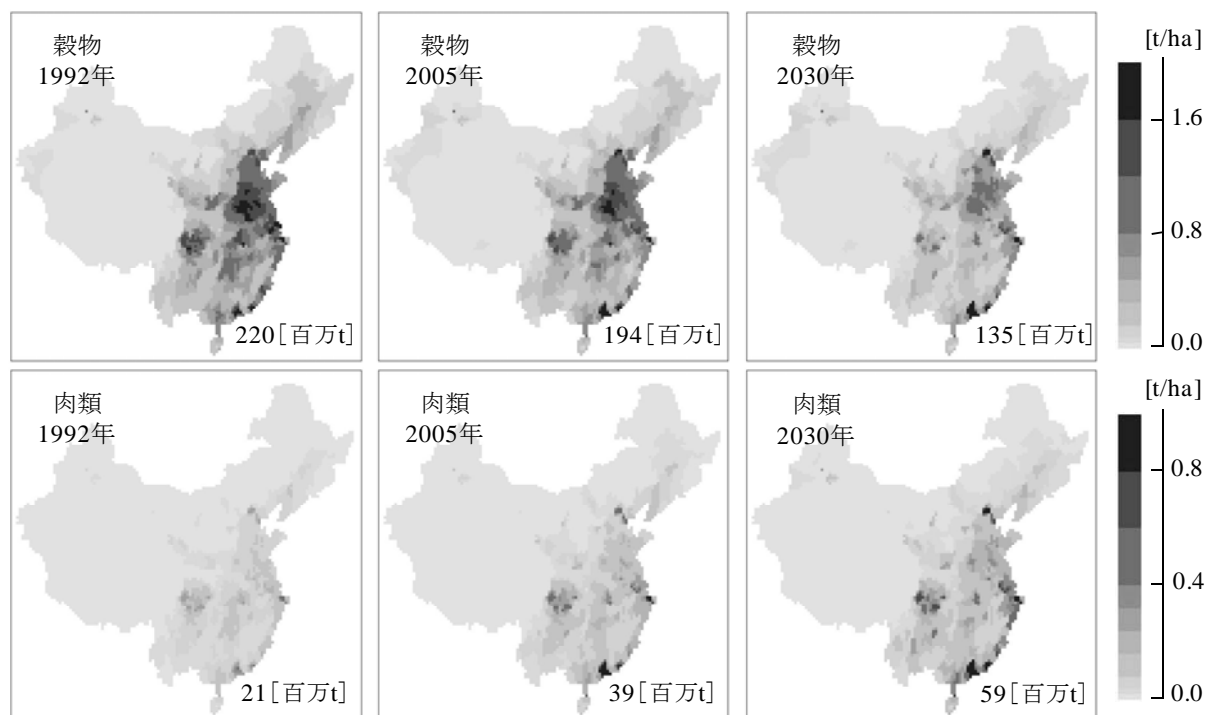 穀物
1992年
220[百万t]
穀物
2005年
194[百万t]
穀物
2030年
135[百万t]
[t/ha]
1.6
0.8
0.0
肉類
1992年
21[百万t]
肉類
2005年
39[百万t]
肉類
2030年
59[百万t]
[t/ha]
0.8
0.4
0.0